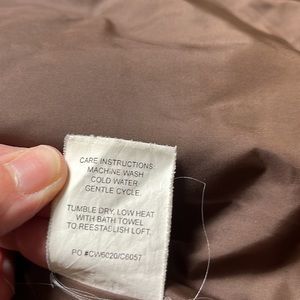 CARE INSTRUCTIONS:
MACHINE WASH
COLD WATER
GENTLE CYCLE.
TUMBLE DRY, LOW HEAT
WITH BATH TOWEL
TO REESTABLISH LOFT.
PO #CW6020/C6057